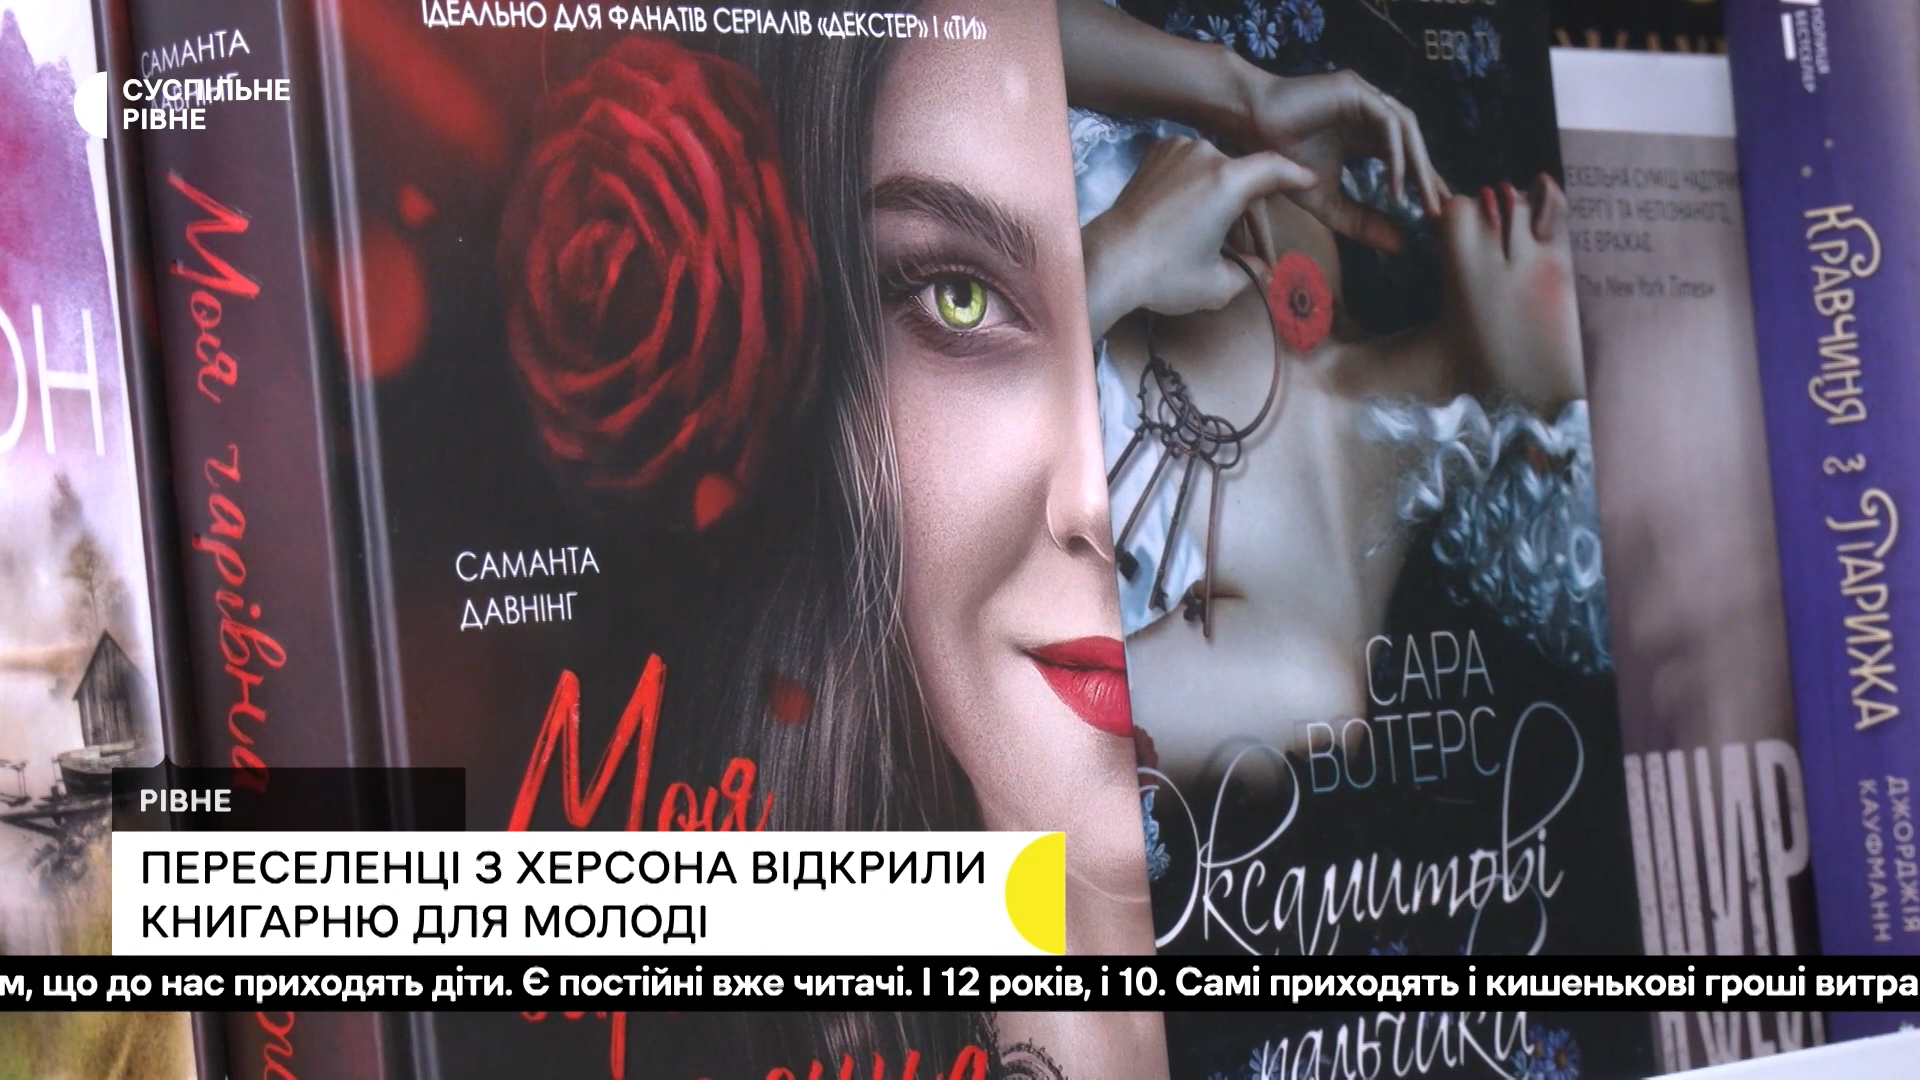 ІДЕАЛЬНО ДЛЯ ФАНАТІВ СЕРІАЛІВ «ДЕКСТЕР» І «ТИ»
САМАНТА
СУСПІЛЬНЕ
РІВНЕ
Моя чарівна
САМАНТА
ДАВНІНГ
Моя
САРА
ВОТЕРС
Оксамитові
пальчики
The New York Times»
КРАВЧИНЯ З ПАРИЖА
ДЖОРДЖІЯ
КАУФМАНН
РІВНЕ
ПЕРЕСЕЛЕНЦІ З ХЕРСОНА ВІДКРИЛИ
КНИГАРНЮ ДЛЯ МОЛОДІ
м, що до нас приходять діти. Є постійні вже читачі. І 12 років, і 10. Самі приходять і кишенькові гроші витра